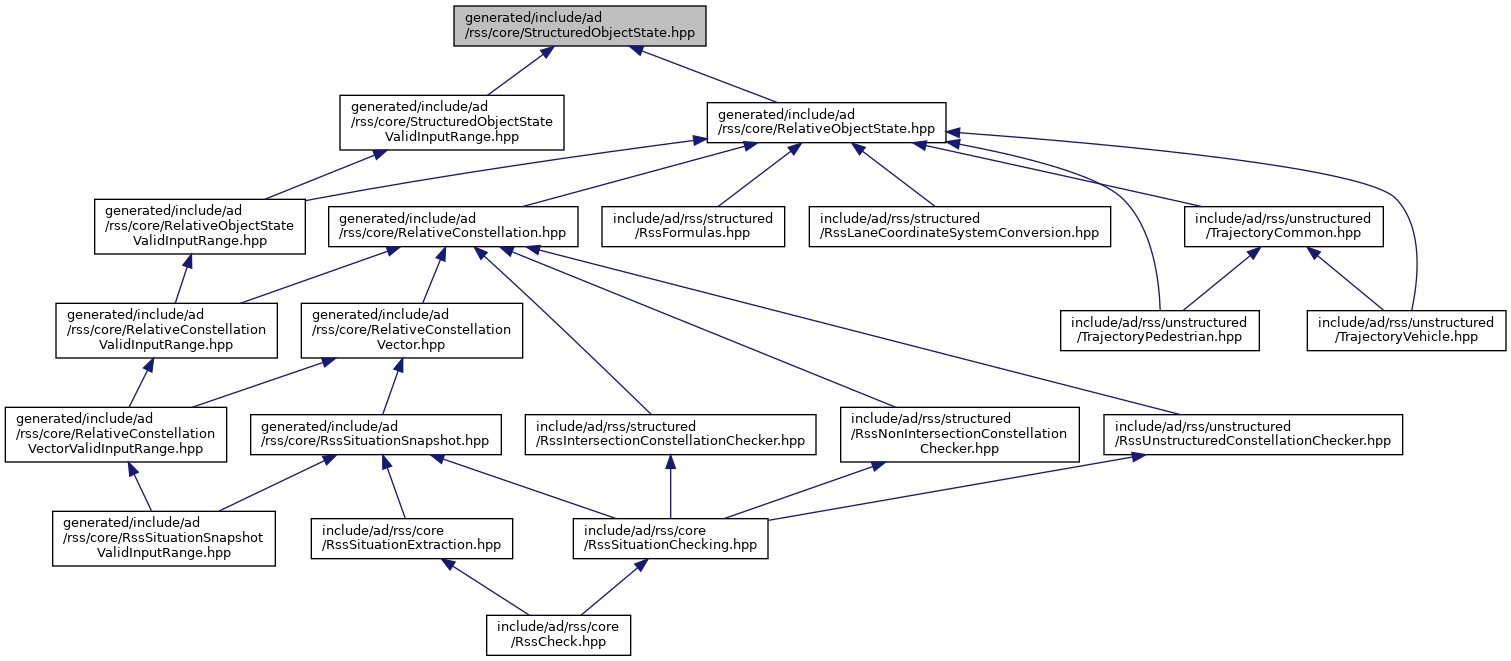 generated/include/ad
/rss/core/StructuredObjectState.hpp
generated/include/ad
/rss/core/StructuredObjectState
ValidInputRange.hpp
generated/include/ad
/rss/core/RelativeObjectState.hpp
generated/include/ad
/rss/core/RelativeObjectState
ValidInputRange.hpp
generated/include/ad
/rss/core/RelativeConstellation.hpp
include/ad/rss/structured
/RssFormulas.hpp
include/ad/rss/structured
/RssLaneCoordinateSystemConversion.hpp
include/ad/rss/unstructured
/TrajectoryCommon.hpp
generated/include/ad
/rss/core/RelativeConstellation
ValidInputRange.hpp
generated/include/ad
/rss/core/RelativeConstellation
Vector.hpp
include/ad/rss/unstructured
/TrajectoryPedestrian.hpp
include/ad/rss/unstructured
/TrajectoryVehicle.hpp
generated/include/ad
/rss/core/RelativeConstellation
VectorValidInputRange.hpp
generated/include/ad
/rss/core/RssSituationSnapshot.hpp
include/ad/rss/structured
/RssIntersectionConstellationChecker.hpp
include/ad/rss/structured
/RssNonIntersectionConstellation
Checker.hpp
include/ad/rss/unstructured
/RssUnstructuredConstellationChecker.hpp
generated/include/ad
/rss/core/RssSituationSnapshot
ValidInputRange.hpp
include/ad/rss/core
/RssSituationExtraction.hpp
include/ad/rss/core
/RssSituationChecking.hpp
include/ad/rss/core
/RssCheck.hpp